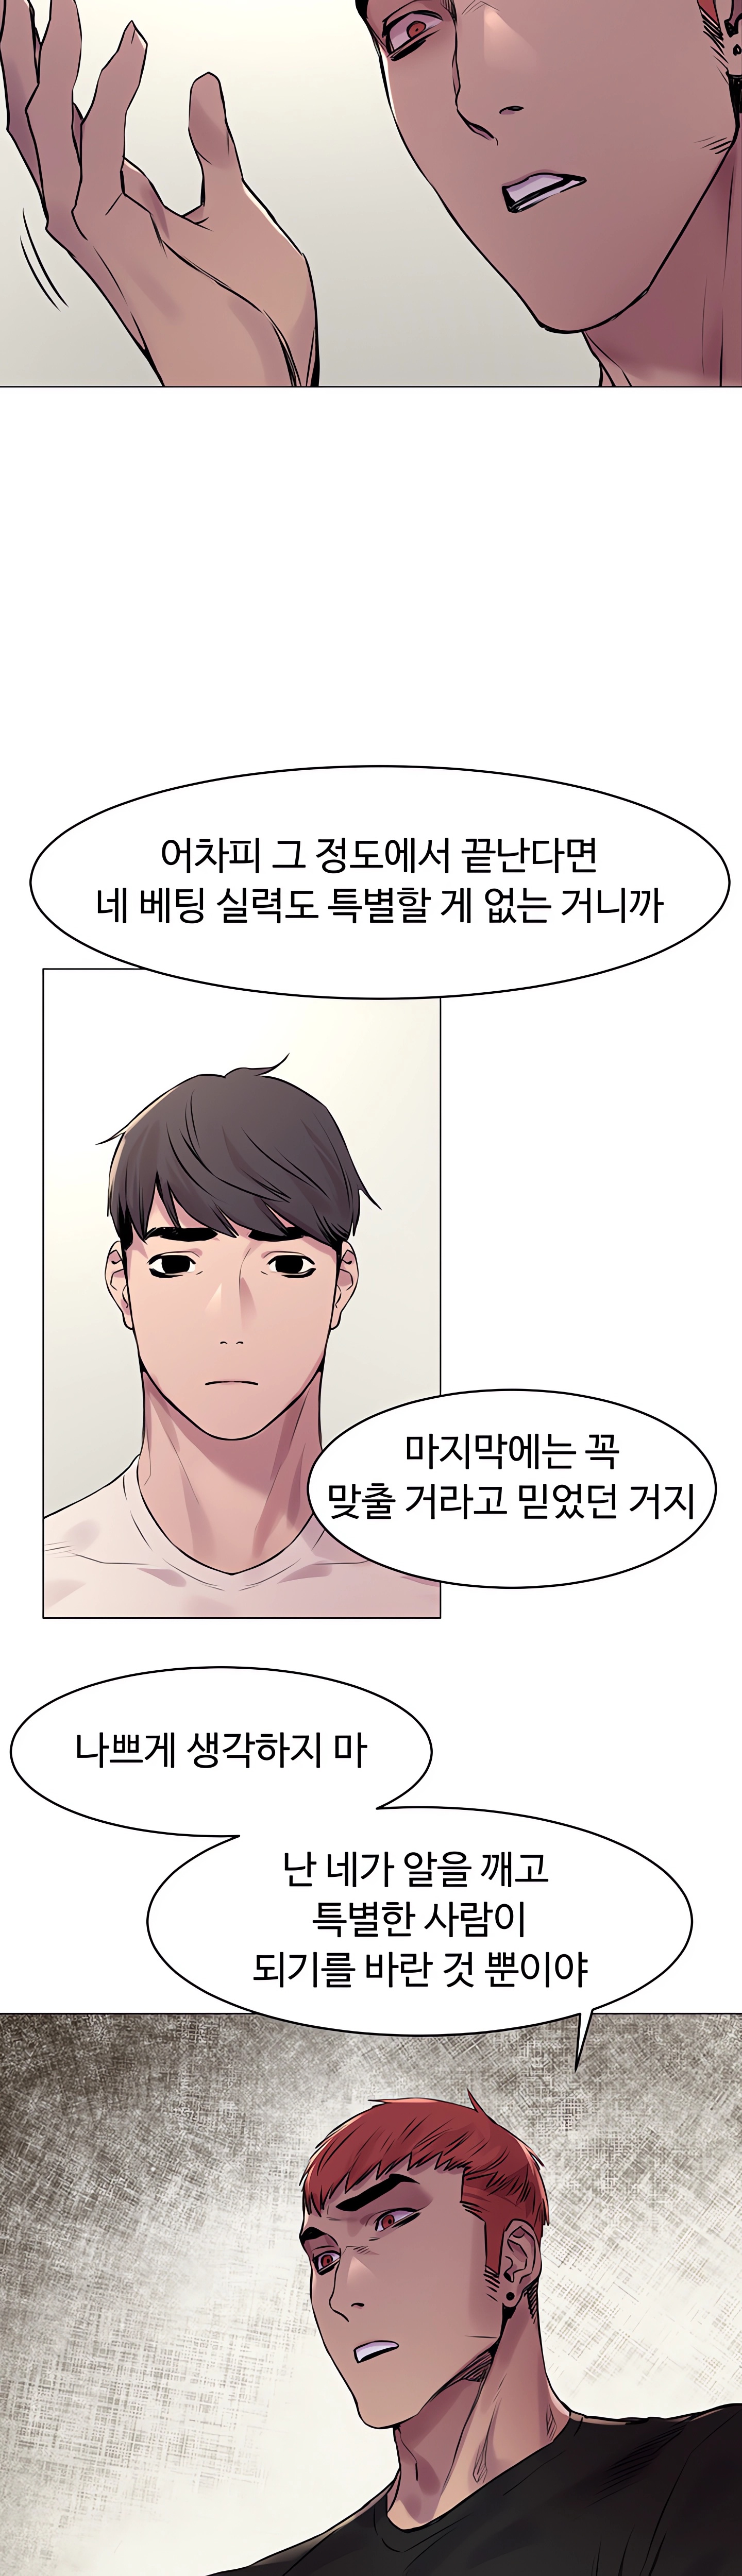 어차피 그 정도에서 끝난다면
네 베팅 실력도 특별할 게 없는 거니까
마지막에는 꼭
맞출 거라고 믿었던 거지
나쁘게 생각하지 마
난 네가 알을 깨고
특별한 사람이
되기를 바란 것 뿐이야